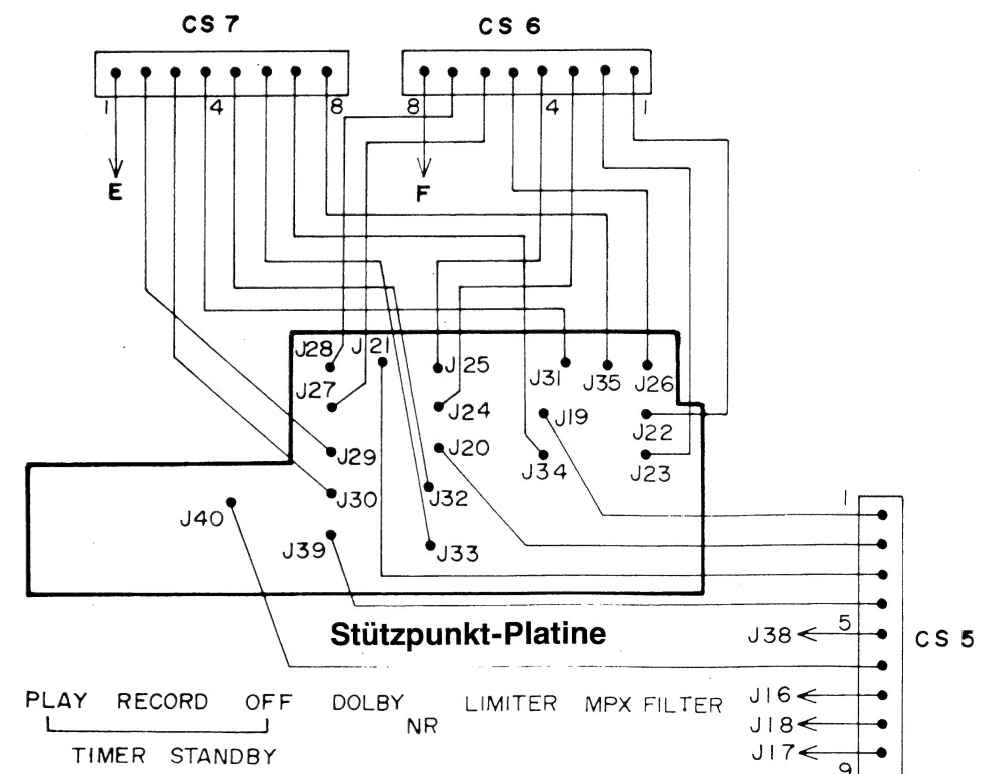 CS 7
CS 6
1 4 8
8 4 1
E
F
J28
J21
J25
J31
J35
J26
J27
J24
J19
J22
J29
J20
J34
J23
J30
J32
J40
J39
J33
1
5
J38
CS 5
J16
J18
J17
9
Stützpunkt-Platine
PLAY RECORD OFF DOLBY LIMITER MPX FILTER
NR
TIMER STANDBY